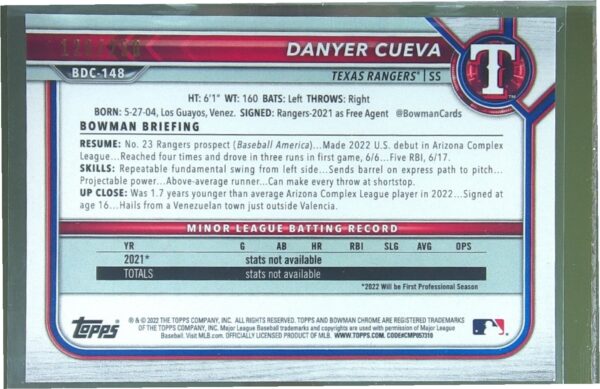 DANYER CUEVA
BDC-148
TEXAS RANGERS | SS
T
TM
HT: 6'1" WT: 160 BATS: Left THROWS: Right
BORN: 5-27-04, Los Guayos, Venez. SIGNED: Rangers-2021 as Free Agent @BowmanCards
BOWMAN BRIEFING
RESUME: No. 23 Rangers prospect (Baseball America)...Made 2022 U.S. debut in Arizona Complex
League...Reached four times and drove in three runs in first game, 6/6...Five RBI, 6/17.
SKILLS: Repeatable fundamental swing from left side...Sends barrel on express path to pitch...
Projectable power...Above-average runner...Can make every throw at shortstop.
UP CLOSE: Was 1.7 years younger than average Arizona Complex League player in 2022...Signed at
age 16...Hails from a Venezuelan town just outside Valencia.
MINOR LEAGUE BATTING RECORD
YR G AB HR RBI SLG AVG OPS
2021* stats not available
TOTALS stats not available
*2022 Will be First Professional Season
Topps
® & © 2022 THE TOPPS COMPANY, INC. ALL RIGHTS RESERVED. TOPPS AND BOWMAN CHROME ARE REGISTERED TRADEMARKS
OF THE TOPPS COMPANY, INC. Major League Baseball trademarks and copyrights are used with permission of Major League
Baseball. Visit MLB.com. OFFICIALLY LICENSED PRODUCT OF MLB. WWW.TOPPS.COM. CODE#CMP057310